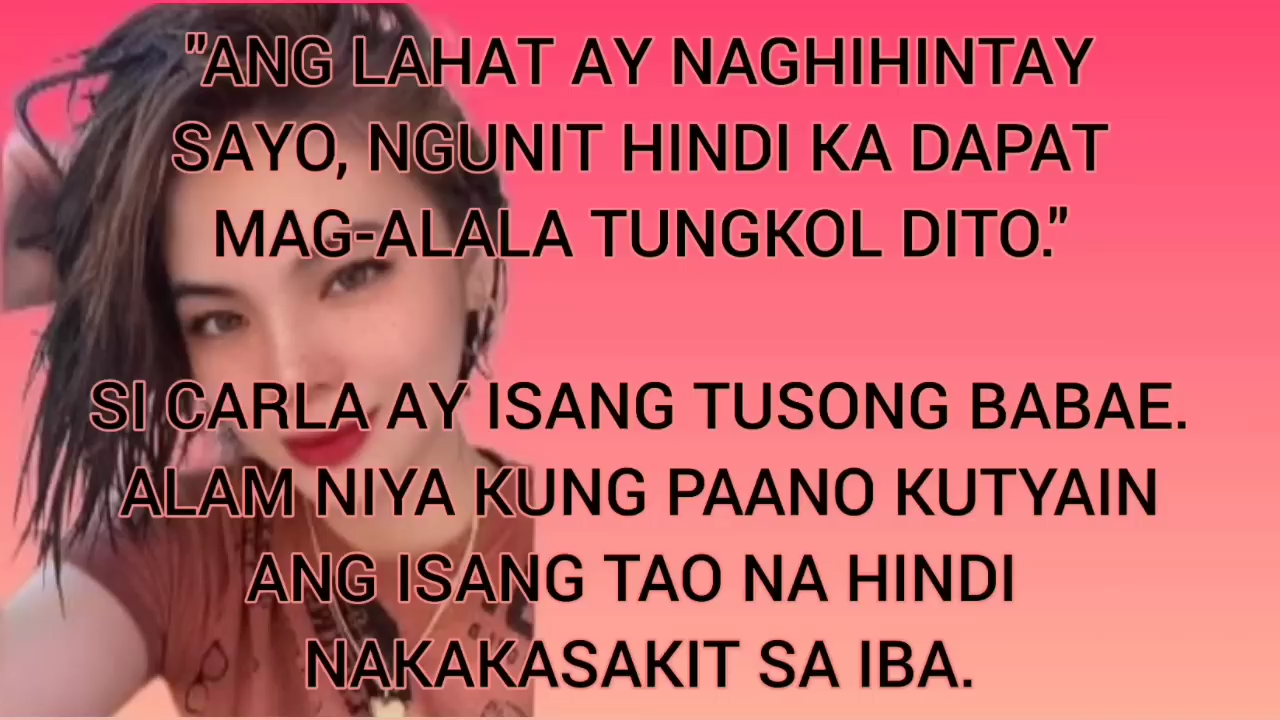 "ANG LAHAT AY NAGHIHINTAY
SAYO, NGUNIT HINDI KA DAPAT
MAG-ALALA TUNGKOL DITO."
SI CARLA AY ISANG TUSONG BABAE.
ALAM NIYA KUNG PAANO KUTYAIN
ANG ISANG TAO NA HINDI
NAKAKASAKIT SA IBA.